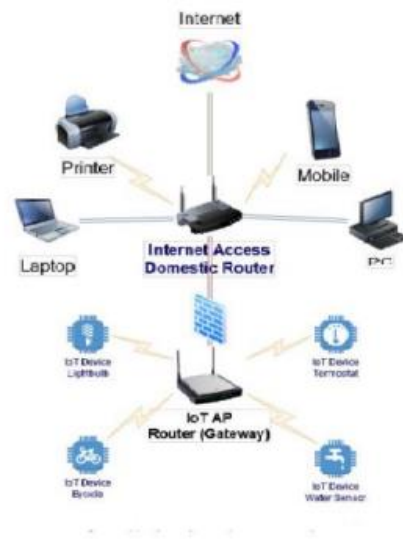 Internet
Printer
Mobile
Laptop
Internet Access
Domestic Router
PC
IoT Device
Lightbulb
IoT Device
Termostat
IoT AP
Router (Gateway)
IoT Device
IoT Device
Water Sensor